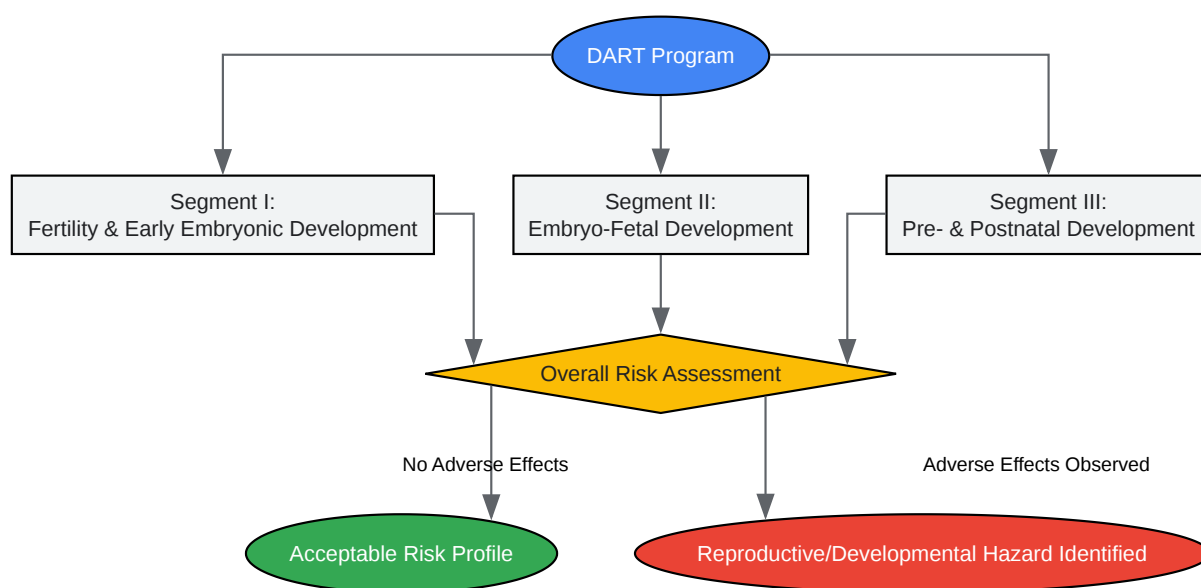 DART Program
Segment I:
Fertility & Early Embryonic Development
Segment II:
Embryo-Fetal Development
Segment III:
Pre- & Postnatal Development
Overall Risk Assessment
No Adverse Effects
Adverse Effects Observed
Acceptable Risk Profile
Reproductive/Developmental Hazard Identified